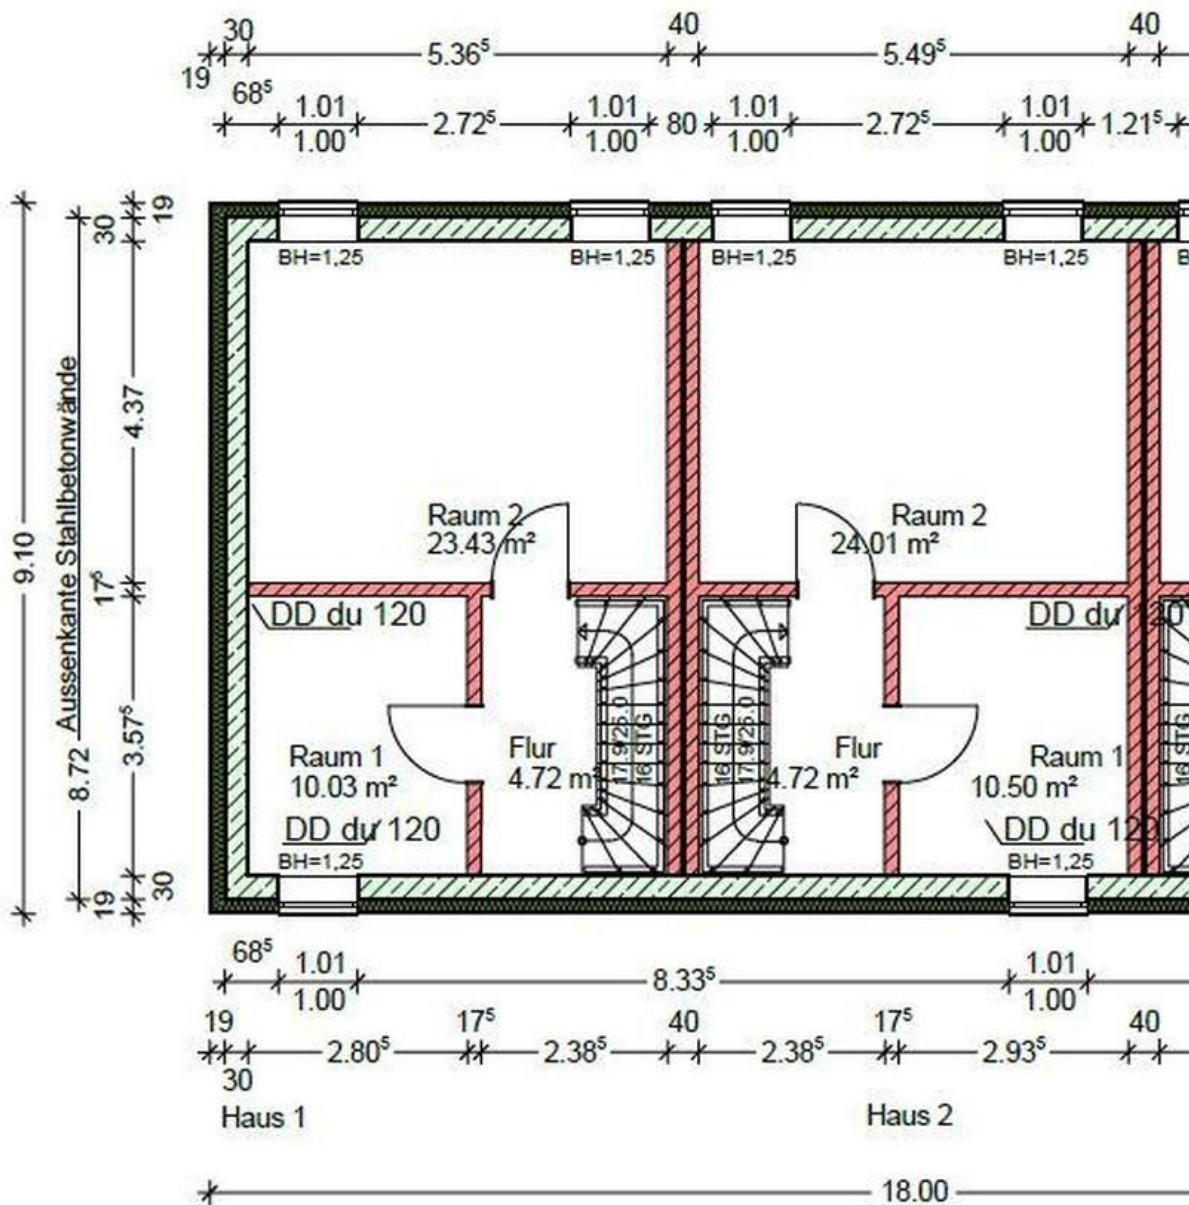 30 40 40
19 5.36⁵ 5.49⁵
68⁵ 1.01 2.72⁵ 1.01 80 1.01 2.72⁵ 1.01 1.21⁵
1.00 1.00 1.00 1.00
19
30
BH=1,25 BH=1,25 BH=1,25 BH=1,25
4.37
9.10
8.72 Aussenkante Stahlbetonwände
Raum 2 Raum 2
23.43 m² 24.01 m²
17⁵
DD du 120 DD du 120
3.57⁵
17.9/25.0
16 STG
16 STG
17.9/25.0
16 STG
Raum 1 Flur Flur Raum 1
10.03 m² 4.72 m² 4.72 m² 10.50 m²
DD du 120 DD du 120
BH=1,25 BH=1,25
30
19
68⁵ 1.01 8.33⁵ 1.01
1.00 1.00
19 17⁵ 40 17⁵ 40
2.80⁵ 2.38⁵ 2.38⁵ 2.93⁵
30
Haus 1 Haus 2
18.00